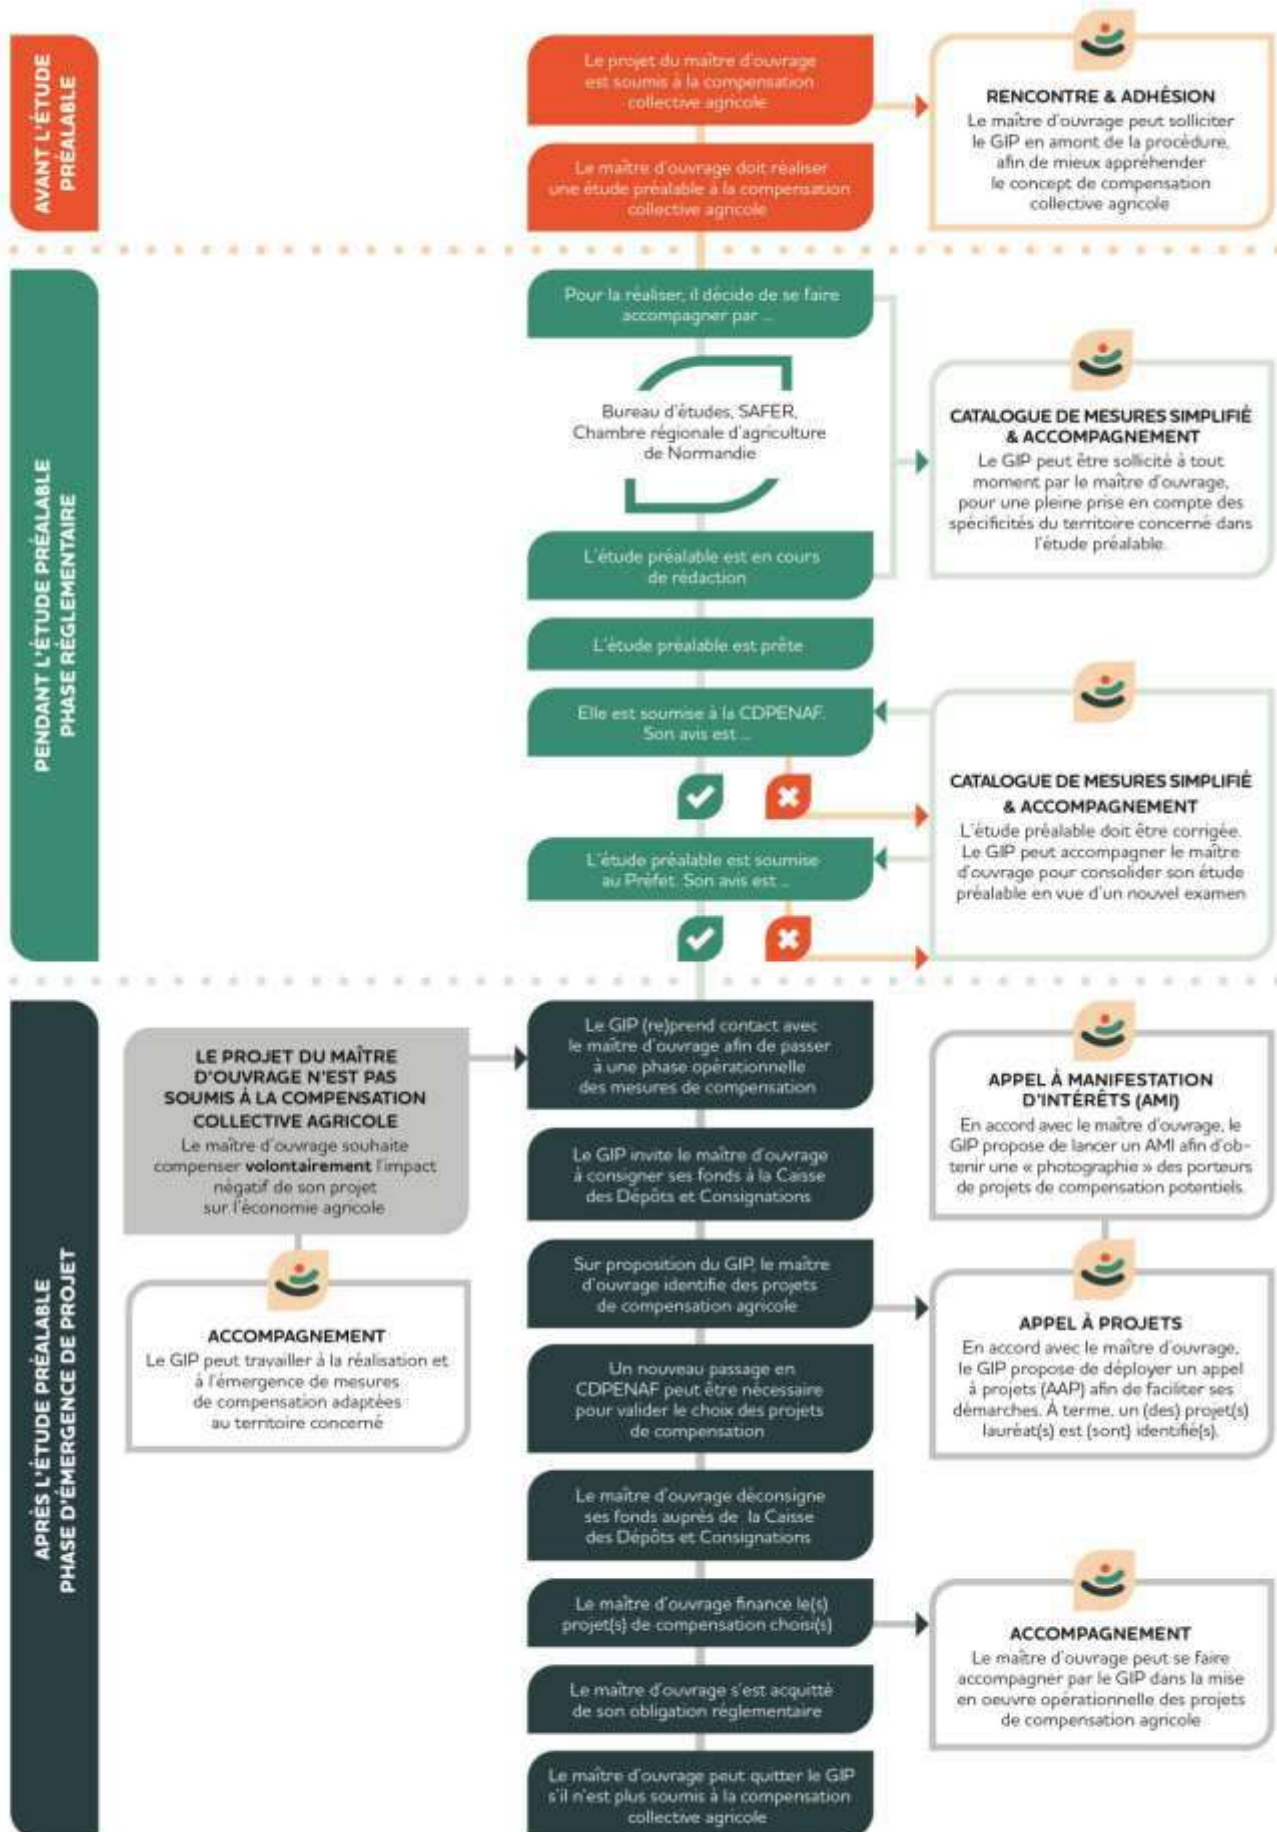 AVANT L'ÉTUDE
PRÉALABLE
Le projet du maître d'ouvrage
est soumis à la compensation
collective agricole
Le maître d'ouvrage doit réaliser
une étude préalable à la compensation
collective agricole
RENCONTRE & ADHÉSION
Le maître d'ouvrage peut solliciter
le GIP en amont de la procédure,
afin de mieux appréhender
le concept de compensation
collective agricole
PENDANT L'ÉTUDE PRÉALABLE
PHASE RÉGLEMENTAIRE
Pour la réaliser, il décide de se faire
accompagner par ...
Bureau d'études, SAFER,
Chambre régionale d'agriculture
de Normandie
L'étude préalable est en cours
de rédaction
CATALOGUE DE MESURES SIMPLIFIÉ
& ACCOMPAGNEMENT
Le GIP peut être sollicité à tout
moment par le maître d'ouvrage,
pour une pleine prise en compte des
spécificités du territoire concerné dans
l'étude préalable.
L'étude préalable est prête
Elle est soumise à la CDPENAF.
Son avis est ...
L'étude préalable est soumise
au Préfet. Son avis est ...
CATALOGUE DE MESURES SIMPLIFIÉ
& ACCOMPAGNEMENT
L'étude préalable doit être corrigée.
Le GIP peut accompagner le maître
d'ouvrage pour consolider son étude
préalable en vue d'un nouvel examen
APRÈS L'ÉTUDE PRÉALABLE
PHASE D'ÉMERGENCE DE PROJET
LE PROJET DU MAÎTRE
D'OUVRAGE N'EST PAS
SOUMIS À LA COMPENSATION
COLLECTIVE AGRICOLE
Le maître d'ouvrage souhaite
compenser volontairement l'impact
négatif de son projet
sur l'économie agricole
ACCOMPAGNEMENT
Le GIP peut travailler à la réalisation et
à l'émergence de mesures
de compensation adaptées
au territoire concerné
Le GIP (re)prend contact avec
le maître d'ouvrage afin de passer
à une phase opérationnelle
des mesures de compensation
Le GIP invite le maître d'ouvrage
à consigner ses fonds à la Caisse
des Dépôts et Consignations
Sur proposition du GIP, le maître
d'ouvrage identifie des projets
de compensation agricole
Un nouveau passage en
CDPENAF peut être nécessaire
pour valider le choix des projets
de compensation
Le maître d'ouvrage déconsigne
ses fonds auprès de la Caisse
des Dépôts et Consignations
Le maître d'ouvrage finance le(s)
projet(s) de compensation choisi(s)
Le maître d'ouvrage s'est acquitté
de son obligation réglementaire
Le maître d'ouvrage peut quitter le GIP
s'il n'est plus soumis à la compensation
collective agricole
APPEL À MANIFESTATION
D'INTÉRÊTS (AMI)
En accord avec le maître d'ouvrage, le
GIP propose de lancer un AMI afin d'ob-
tenir une « photographie » des porteurs
de projets de compensation potentiels.
APPEL À PROJETS
En accord avec le maître d'ouvrage,
le GIP propose de déployer un appel
à projets (AAP) afin de faciliter ses
démarches. À terme, un (des) projet(s)
lauréat(s) est (sont) identifié(s).
ACCOMPAGNEMENT
Le maître d'ouvrage peut se faire
accompagner par le GIP dans la mise
en oeuvre opérationnelle des projets
de compensation agricole